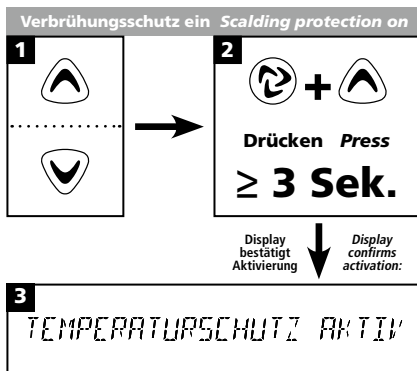 Verbrühungsschutz ein Scalding protection on
1
2
+
Drücken Press
≥ 3 Sek.
Display bestätigt Aktivierung
Display confirms activation:
3
TEMPERATURSCHUTZ AKTIV